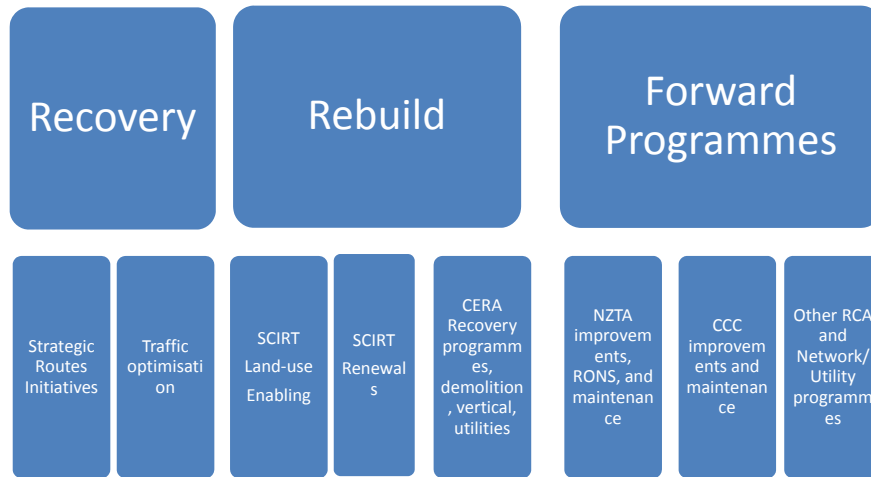 Recovery
Rebuild
Forward
Programmes
Strategic
Routes
Initiatives
Traffic
optimisati
on
SCIRT
Land-use
Enabling
SCIRT
Renewal
s
CERA
Recovery
programm
es,
demolition
, vertical,
utilities
NZTA
improvem
ents,
RONS, and
maintenan
ce
CCC
improvem
ents and
maintenan
ce
Other RCA
and
Network/
Utility
programm
es